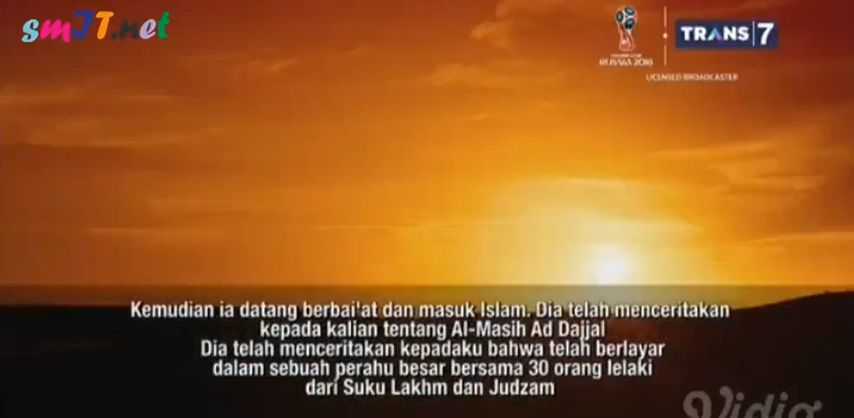 smJT.net
TRANS|7
RUSSIA 2018
LICENSED BROADCASTER
Kemudian ia datang berbai'at dan masuk Islam. Dia telah menceritakan
kepada kalian tentang Al-Masih Ad Dajjal
Dia telah menceritakan kepadaku bahwa telah berlayar
dalam sebuah perahu besar bersama 30 orang lelaki
dari Suku Lakhm dan Judzam
Vidio